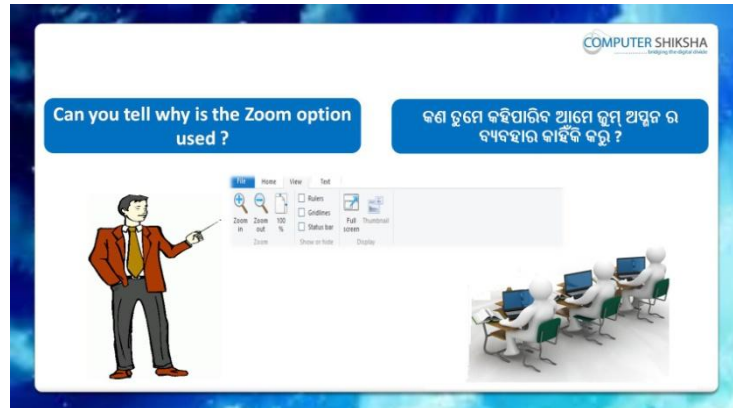 COMPUTER SHIKSHA
bridging the digital divide
Can you tell why is the Zoom option
used ?
କଣ ତୁମେ କହିପାରିବ ଆମେ ଜୁମ୍ ଅପ୍ସନ ର
ବ୍ୟବହାର କାହିଁକି କରୁ ?
File Home View Text
Zoom in
Zoom out
100 %
Rulers
Gridlines
Status bar
Full screen
Thumbnail
Zoom Show or hide Display